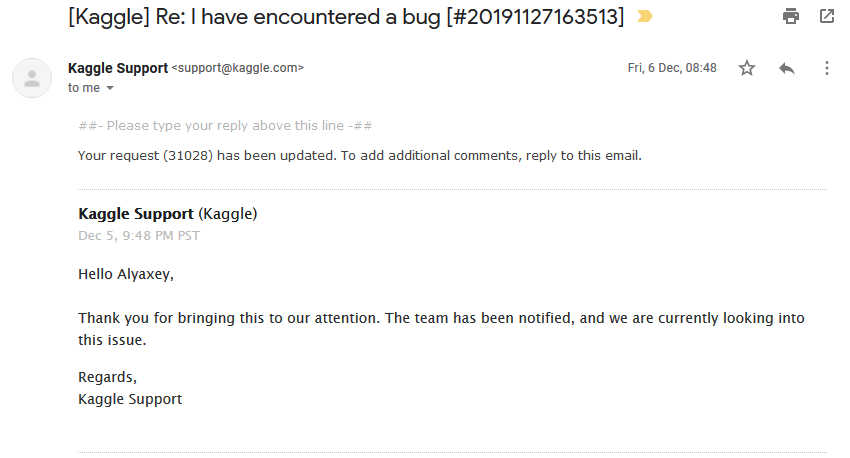 [Kaggle] Re: I have encountered a bug [#20191127163513]
Kaggle Support <support@kaggle.com>
Fri, 6 Dec, 08:48
to me
##- Please type your reply above this line -##
Your request (31028) has been updated. To add additional comments, reply to this email.
Kaggle Support (Kaggle)
Dec 5, 9:48 PM PST
Hello Alyaxey,
Thank you for bringing this to our attention. The team has been notified, and we are currently looking into
this issue.
Regards,
Kaggle Support